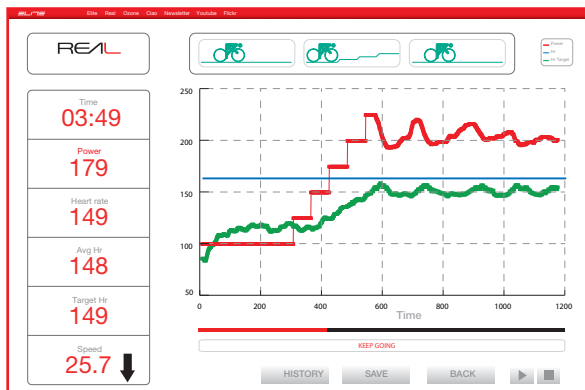 ELITE Elite Real Ozone Ciao Newsletter Youtube Flickr
REAL
Power
Hr
Hr Target
Time
03:49
Power
179
Heart rate
149
Avg Hr
148
Target Hr
149
Speed
25.7
250
200
150
100
50
0 200 400 600 800 1000 1200
Time
KEEP GOING
HISTORY SAVE BACK